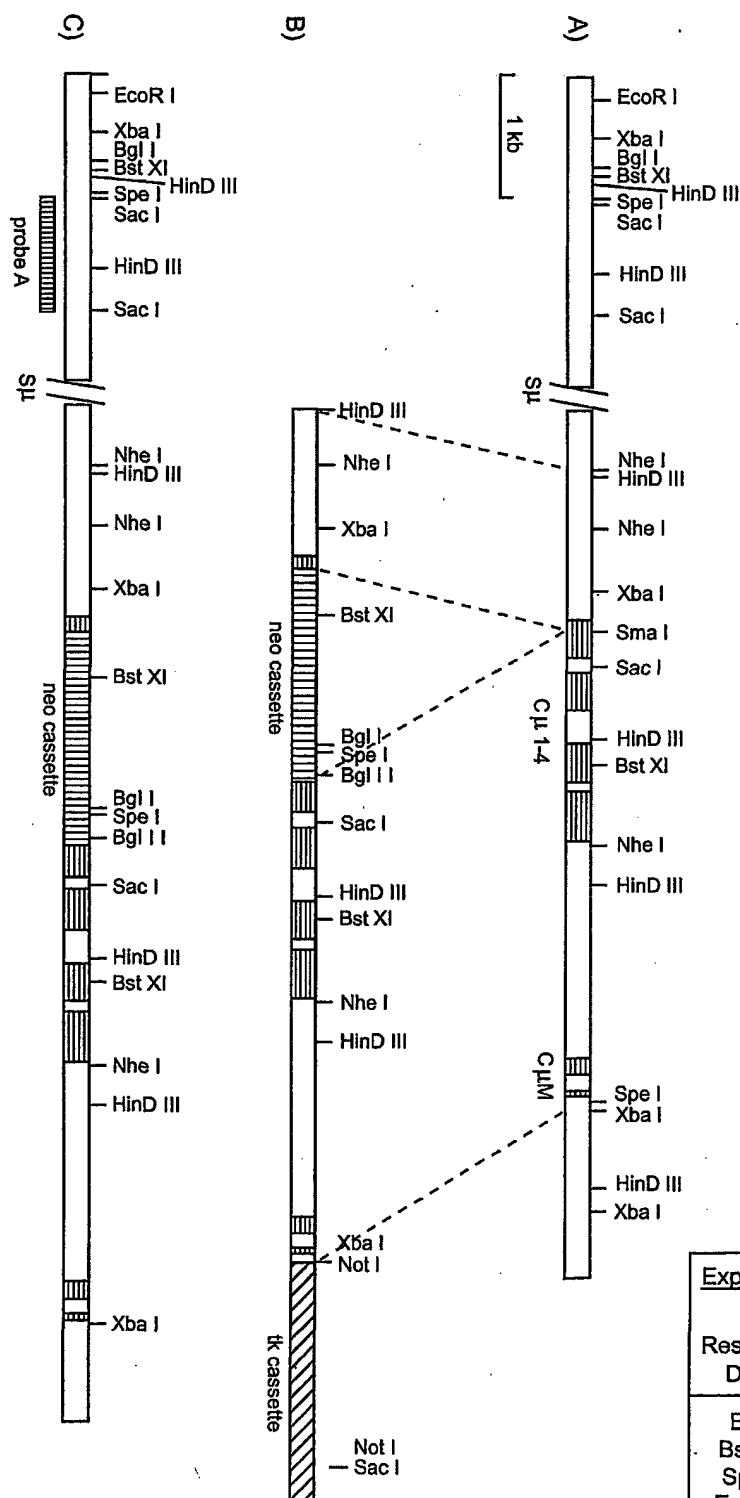 A)
EcoR I
Xba I
Bgl I
Bst XI
HinD III
Spe I
Sac I
HinD III
Sac I
Sμ
Nhe I
HinD III
Nhe I
Xba I
Sma I
Sac I
Cμ 1-4
HinD III
Bst XI
Nhe I
HinD III
CμM
Spe I
Xba I
HinD III
Xba I
1 kb
B)
HinD III
Nhe I
Xba I
Bst XI
neo cassette
Bgl I
Spe I
Bgl I I
Sac I
HinD III
Bst XI
Nhe I
HinD III
Xba I
Not I
tk cassette
Not I
Sac I
C)
EcoR I
Xba I
Bgl I
Bst XI
HinD III
Spe I
Sac I
HinD III
Sac I
probe A
Sμ
Nhe I
HinD III
Nhe I
Xba I
Bst XI
neo cassette
Bgl I
Spe I
Bgl I I
Sac I
HinD III
Bst XI
Nhe I
HinD III
Xba I
Exp
Res
D